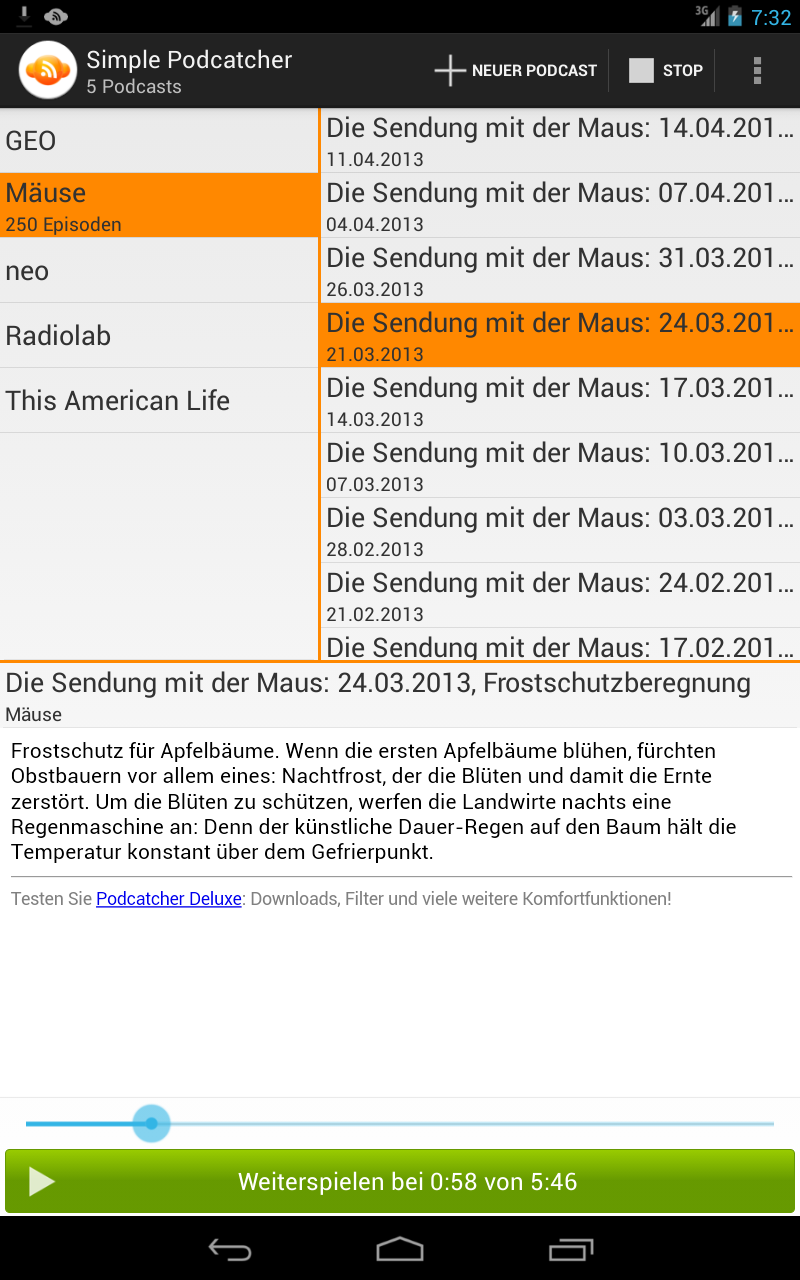 3G 7:32
Simple Podcatcher
5 Podcasts
NEUER PODCAST
STOP
GEO
Mäuse
250 Episoden
neo
Radiolab
This American Life
Die Sendung mit der Maus: 14.04.201...
11.04.2013
Die Sendung mit der Maus: 07.04.201...
04.04.2013
Die Sendung mit der Maus: 31.03.201...
26.03.2013
Die Sendung mit der Maus: 24.03.201...
21.03.2013
Die Sendung mit der Maus: 17.03.201...
14.03.2013
Die Sendung mit der Maus: 10.03.201...
07.03.2013
Die Sendung mit der Maus: 03.03.201...
28.02.2013
Die Sendung mit der Maus: 24.02.201...
21.02.2013
Die Sendung mit der Maus: 17.02.201...
Die Sendung mit der Maus: 24.03.2013, Frostschutzberegnung
Mäuse
Frostschutz für Apfelbäume. Wenn die ersten Apfelbäume blühen, fürchten
Obstbauern vor allem eines: Nachtfrost, der die Blüten und damit die Ernte
zerstört. Um die Blüten zu schützen, werfen die Landwirte nachts eine
Regenmaschine an: Denn der künstliche Dauer-Regen auf den Baum hält die
Temperatur konstant über dem Gefrierpunkt.
Testen Sie Podcatcher Deluxe: Downloads, Filter und viele weitere Komfortfunktionen!
Weiterspielen bei 0:58 von 5:46